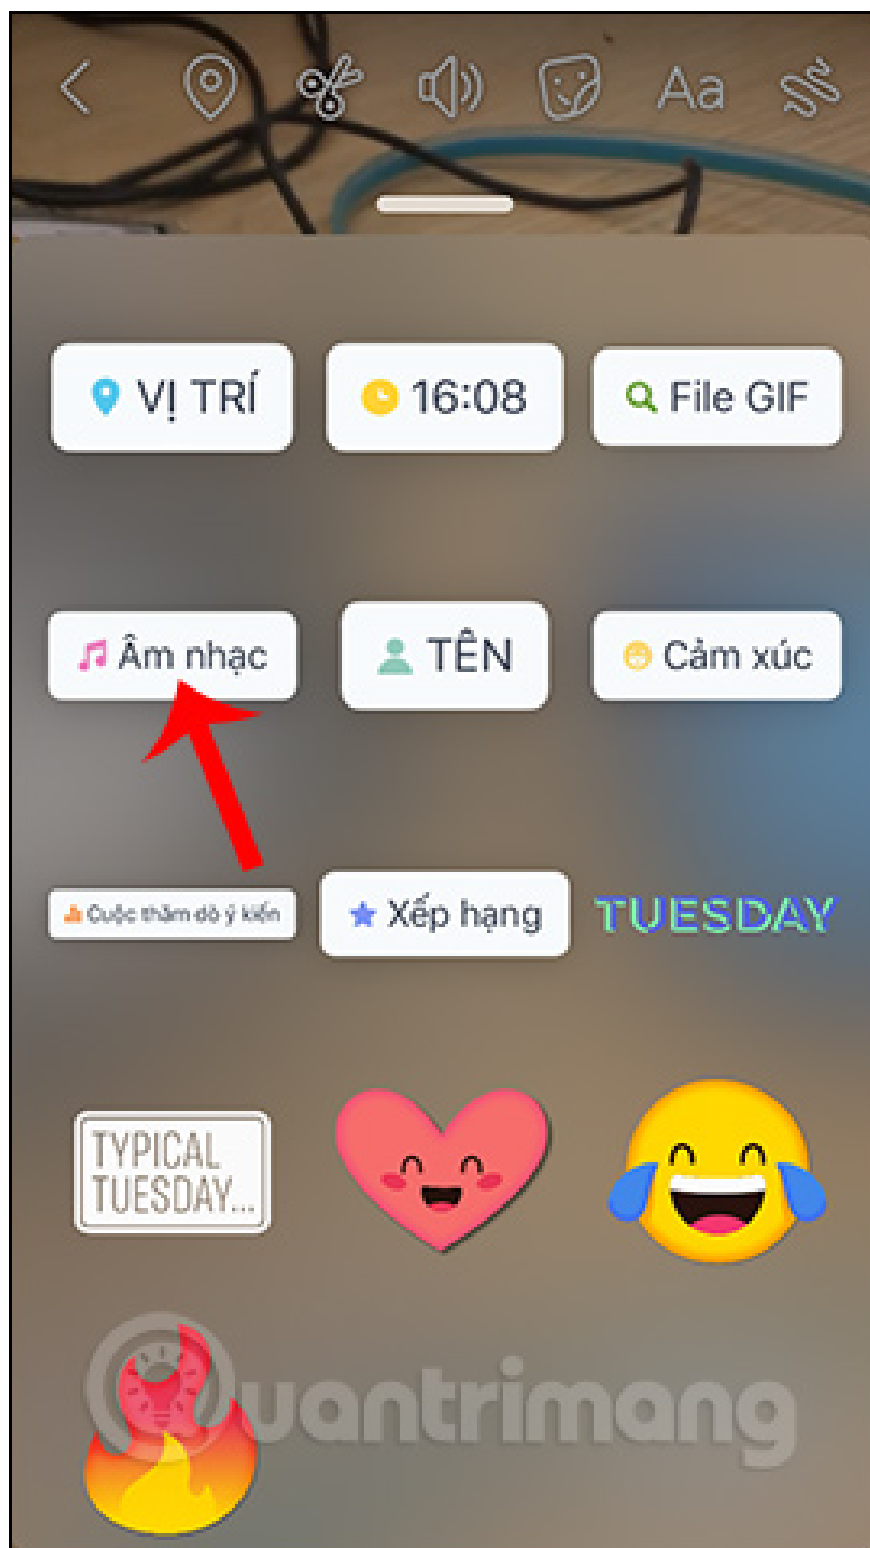 Aa
VỊ TRÍ
16:08
File GIF
Âm nhạc
TÊN
Cảm xúc
Cuộc thăm dò ý kiến
Xếp hạng
TUESDAY
TYPICAL
TUESDAY...
Quantrimang